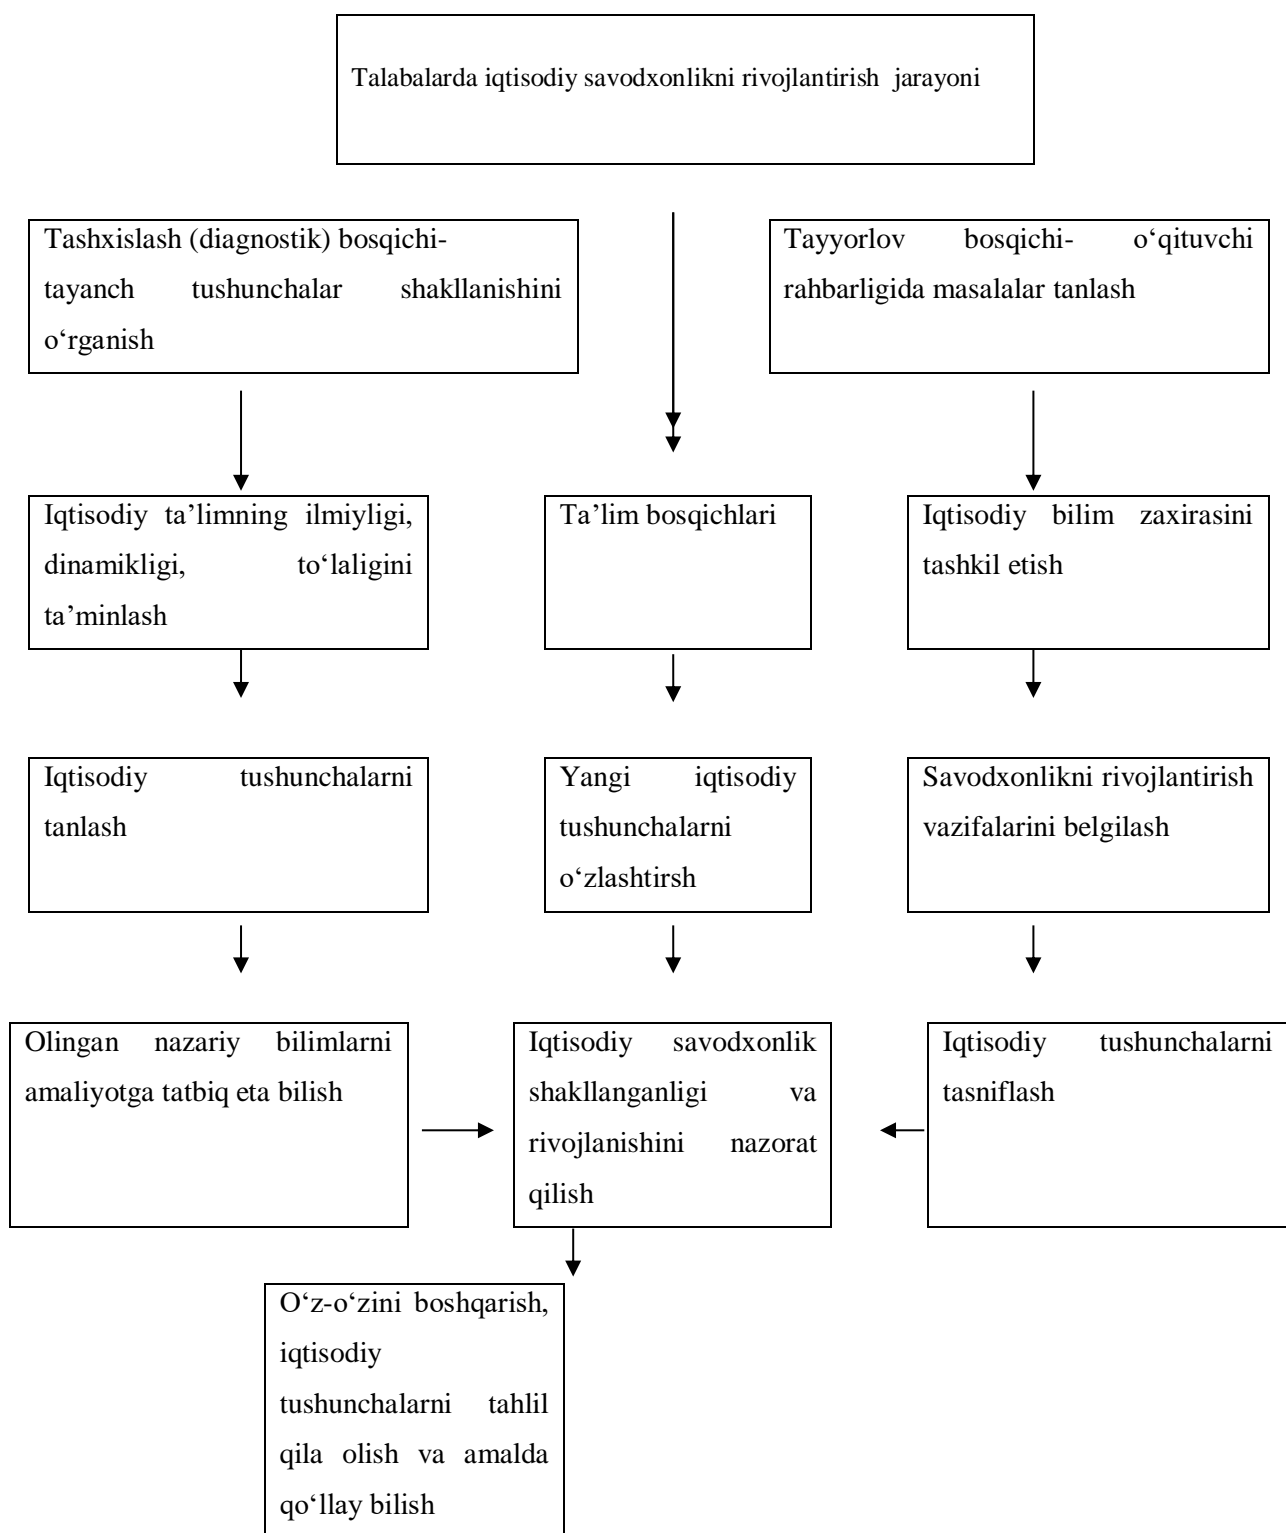 Talabalarda iqtisodiy savodxonlikni rivojlantirish jarayoni
Tashxislash (diagnostik) bosqichi-
tayanch tushunchalar shakllanishini
o‘rganish
Tayyorlov bosqichi- o‘qituvchi
rahbarligida masalalar tanlash
Iqtisodiy ta’limning ilmiyligi,
dinamikligi, to‘laligini
ta’minlash
Ta’lim bosqichlari
Iqtisodiy bilim zaxirasini
tashkil etish
Iqtisodiy tushunchalarni
tanlash
Yangi iqtisodiy
tushunchalarni
o‘zlashtirsh
Savodxonlikni rivojlantirish
vazifalarini belgilash
Olingan nazariy bilimlarni
amaliyotga tatbiq eta bilish
Iqtisodiy savodxonlik
shakllanganligi va
rivojlanishini nazorat
qilish
Iqtisodiy tushunchalarni
tasniflash
O‘z-o‘zini boshqarish,
iqtisodiy
tushunchalarni tahlil
qila olish va amalda
qo‘llay bilish